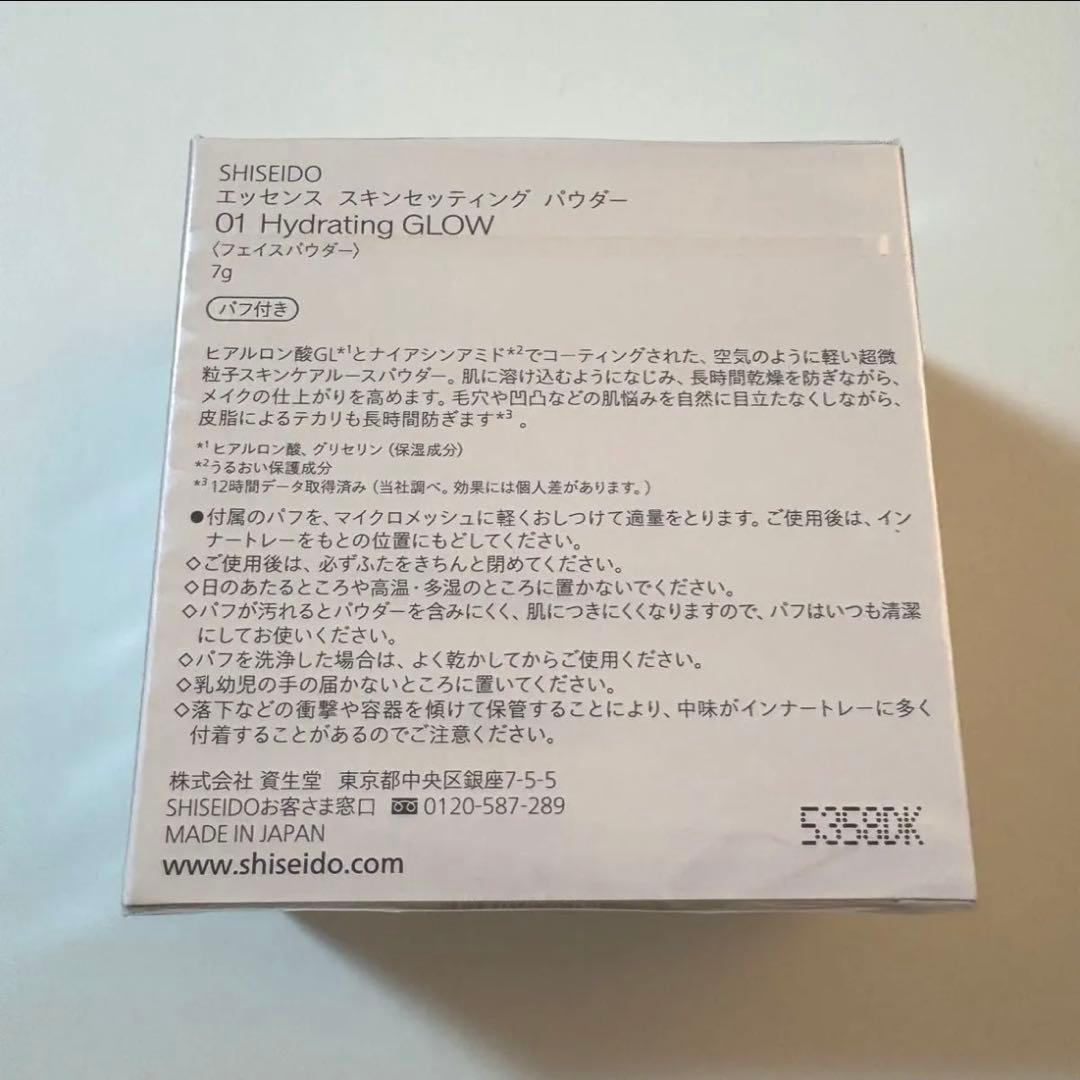 SHISEIDO
エッセンス スキンセッティング パウダー
01 Hydrating GLOW
〈フェイスパウダー〉
7g
パフ付き
ヒアルロン酸GL*1とナイアシンアミド*2でコーティングされた、空気のように軽い超微
粒子スキンケアルースパウダー。肌に溶け込むようになじみ、長時間乾燥を防ぎながら、
メイクの仕上がりを高めます。毛穴や凹凸などの肌悩みを自然に目立たなくしながら、
皮脂によるテカリも長時間防ぎます*3。
*1 ヒアルロン酸、グリセリン（保湿成分）
*2 うるおい保護成分
*3 12時間データ取得済み（当社調べ。効果には個人差があります。）
●付属のパフを、マイクロメッシュに軽くおしつけて適量をとります。ご使用後は、イン
ナートレーをもとの位置にもどしてください。
◇ご使用後は、必ずふたをきちんと閉めてください。
◇日のあたるところや高温・多湿のところに置かないでください。
◇パフが汚れるとパウダーを含みにくく、肌につきにくくなりますので、パフはいつも清潔
にしてお使いください。
◇パフを洗浄した場合は、よく乾かしてからご使用ください。
◇乳幼児の手の届かないところに置いてください。
◇落下などの衝撃や容器を傾けて保管することにより、中味がインナートレーに多く
付着することがあるのでご注意ください。
株式会社 資生堂 東京都中央区銀座7-5-5
SHISEIDOお客さま窓口 0120-587-289
MADE IN JAPAN
www.shiseido.com
5358DK